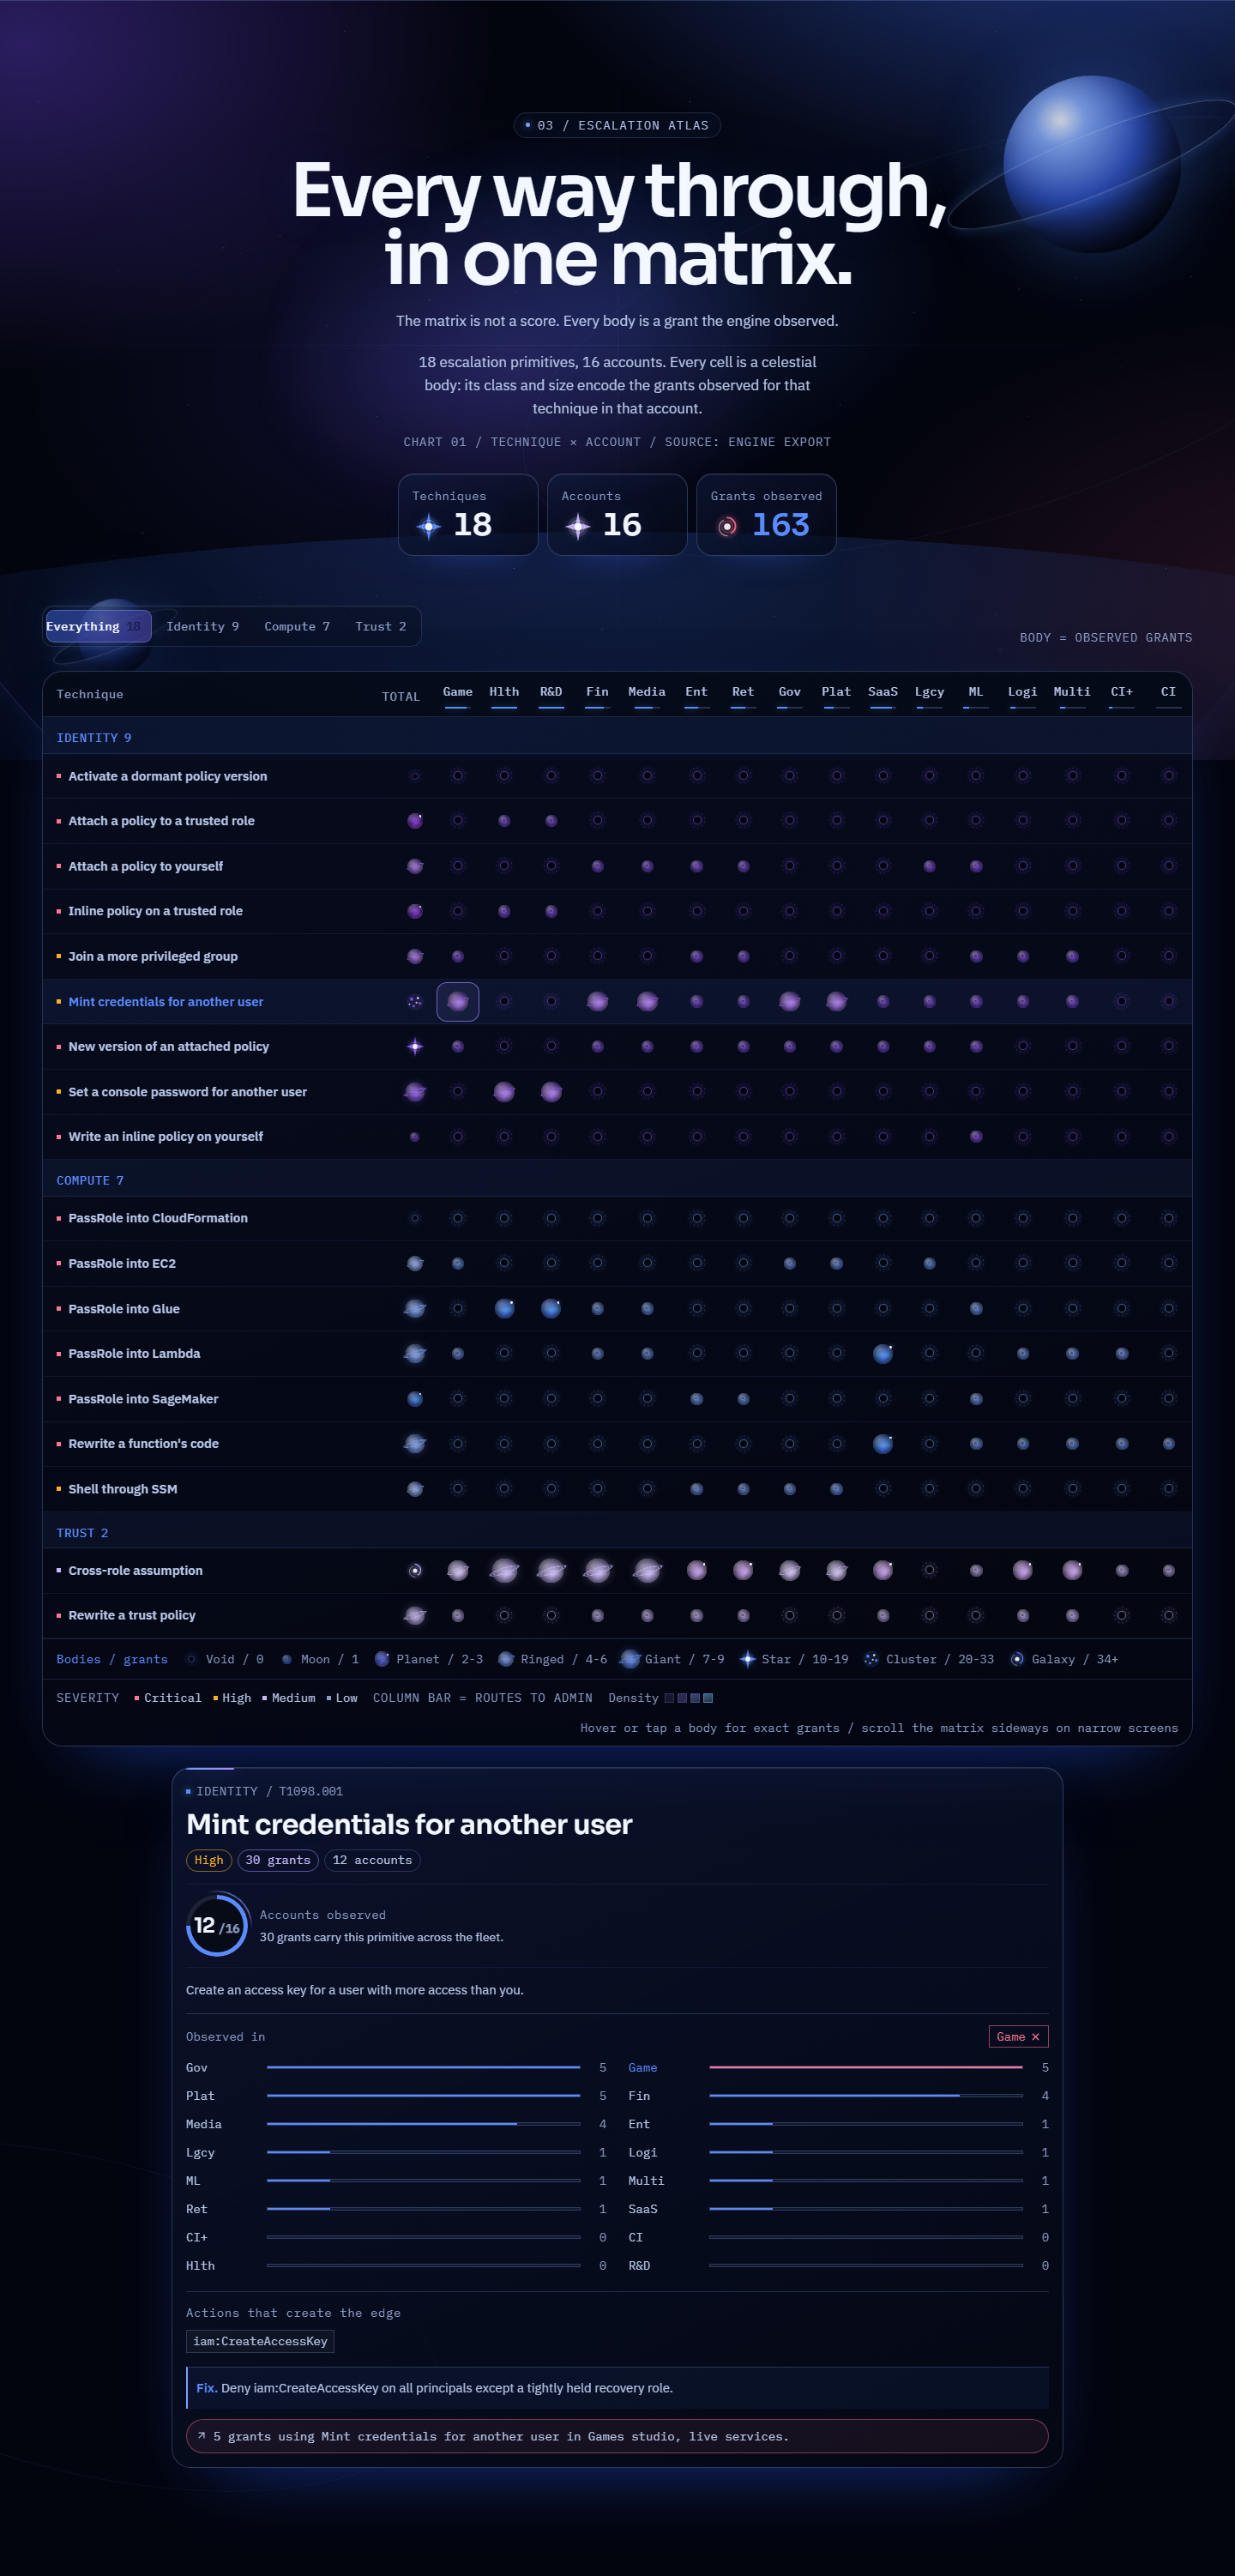 03 / ESCALATION ATLAS
Every way through,
in one matrix.
The matrix is not a score. Every body is a grant the engine observed.
18 escalation primitives, 16 accounts. Every cell is a celestial
body: its class and size encode the grants observed for that
technique in that account.
CHART 01 / TECHNIQUE × ACCOUNT / SOURCE: ENGINE EXPORT
Techniques
18
Accounts
16
Grants observed
163
Everything 18 Identity 9 Compute 7 Trust 2
BODY = OBSERVED GRANTS
Technique TOTAL Game Hlth R&D Fin Media Ent Ret Gov Plat SaaS Lgcy ML Logi Multi CI+ CI
IDENTITY 9
Activate a dormant policy version
Attach a policy to a trusted role
Attach a policy to yourself
Inline policy on a trusted role
Join a more privileged group
Mint credentials for another user
New version of an attached policy
Set a console password for another user
Write an inline policy on yourself
COMPUTE 7
PassRole into CloudFormation
PassRole into EC2
PassRole into Glue
PassRole into Lambda
PassRole into SageMaker
Rewrite a function's code
Shell through SSM
TRUST 2
Cross-role assumption
Rewrite a trust policy
Bodies / grants Void / 0 Moon / 1 Planet / 2-3 Ringed / 4-6 Giant / 7-9 Star / 10-19 Cluster / 20-33 Galaxy / 34+
SEVERITY Critical High Medium Low COLUMN BAR = ROUTES TO ADMIN Density
Hover or tap a body for exact grants / scroll the matrix sideways on narrow screens
IDENTITY / T1098.001
Mint credentials for another user
High 30 grants 12 accounts
12 /16
Accounts observed
30 grants carry this primitive across the fleet.
Create an access key for a user with more access than you.
Observed in
Game ✕
Gov 5 Game 5
Plat 5 Fin 4
Media 4 Ent 1
Lgcy 1 Logi 1
ML 1 Multi 1
Ret 1 SaaS 1
CI+ 0 CI 0
Hlth 0 R&D 0
Actions that create the edge
iam:CreateAccessKey
Fix. Deny iam:CreateAccessKey on all principals except a tightly held recovery role.
↗ 5 grants using Mint credentials for another user in Games studio, live services.